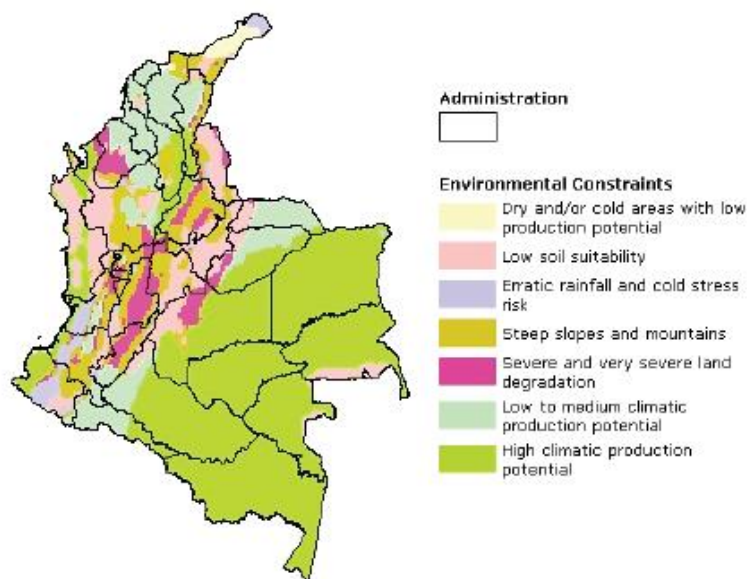 Administration
Environmental Constraints
Dry and/or cold areas with low
production potential
Low soil suitability
Erratic rainfall and cold stress
risk
Steep slopes and mountains
Severe and very severe land
degradation
Low to medium climatic
production potential
High climatic production
potential